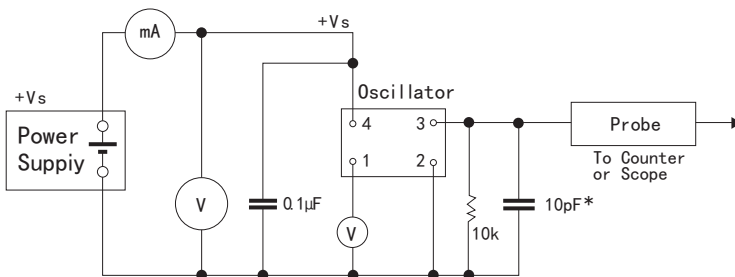 mA
+Vs
+Vs
Power
Suppiy
V
0.1μF
Oscillator
4 3
1 2
V
10k
10pF*
Probe
To Counter
or Scope